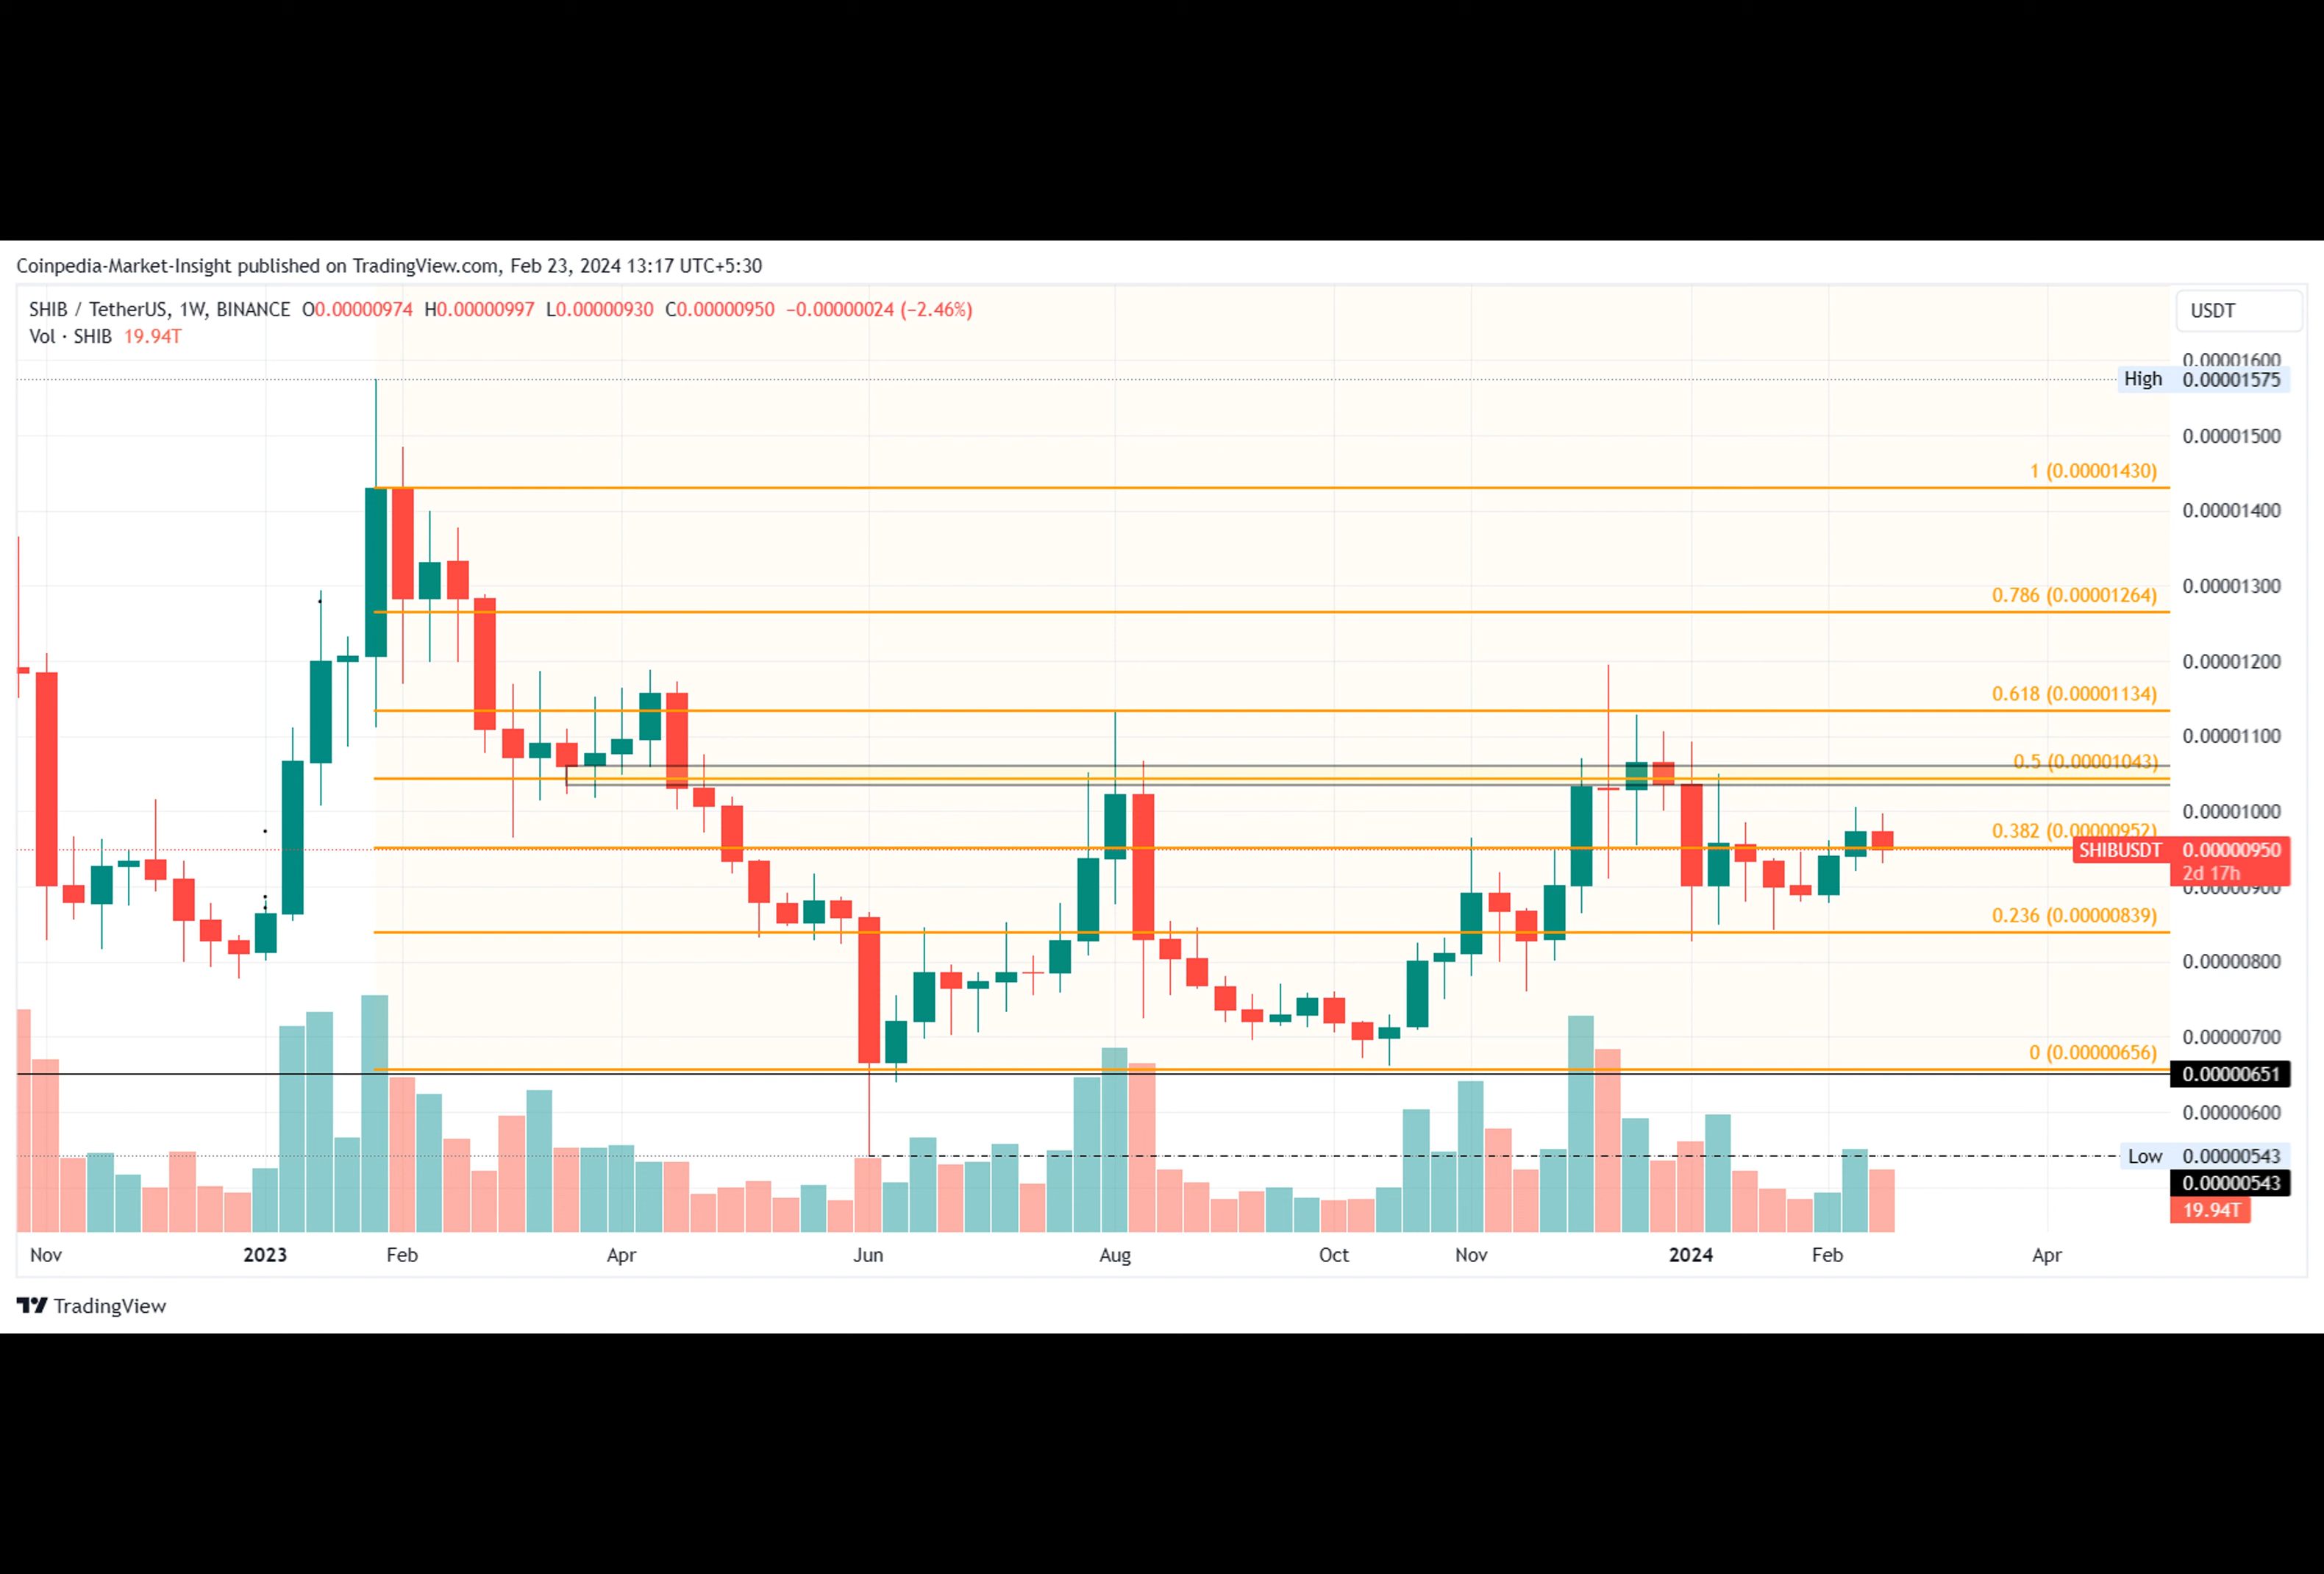 Coinpedia-Market-Insight published on TradingView.com, Feb 23, 2024 13:17 UTC+5:30
SHIB / TetherUS, 1W, BINANCE O0.00000974 H0.00000997 L0.00000930 C0.00000950 −0.00000024 (−2.46%)
USDT
Vol · SHIB 19.94T
0.00001600
High 0.00001575
0.00001500
1 (0.00001430)
0.00001400
0.786 (0.00001264)
0.00001300
0.00001200
0.618 (0.00001134)
0.00001100
0.5 (0.00001043)
0.00001000
0.382 (0.00000952)
SHIBUSDT 0.00000950
2d 17h
0.00000900
0.236 (0.00000839)
0.00000800
0.00000700
0 (0.00000656)
0.00000651
0.00000600
Low 0.00000543
0.00000543
19.94T
Nov 2023 Feb Apr Jun Aug Oct Nov 2024 Feb Apr
TradingView